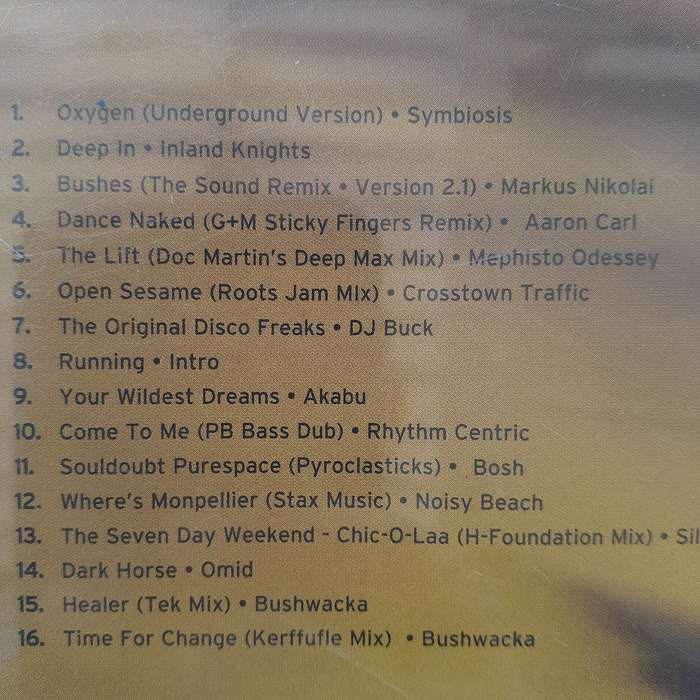 1. Oxygen (Underground Version) • Symbiosis
2. Deep In • Inland Knights
3. Bushes (The Sound Remix • Version 2.1) • Markus Nikolai
4. Dance Naked (G+M Sticky Fingers Remix) • Aaron Carl
5. The Lift (Doc Martin's Deep Max Mix) • Mephisto Odessey
6. Open Sesame (Roots Jam MIx) • Crosstown Traffic
7. The Original Disco Freaks • DJ Buck
8. Running • Intro
9. Your Wildest Dreams • Akabu
10. Come To Me (PB Bass Dub) • Rhythm Centric
11. Souldoubt Purespace (Pyroclasticks) • Bosh
12. Where's Monpellier (Stax Music) • Noisy Beach
13. The Seven Day Weekend - Chic-O-Laa (H-Foundation Mix) • Sil
14. Dark Horse • Omid
15. Healer (Tek Mix) • Bushwacka
16. Time For Change (Kerffufle Mix) • Bushwacka